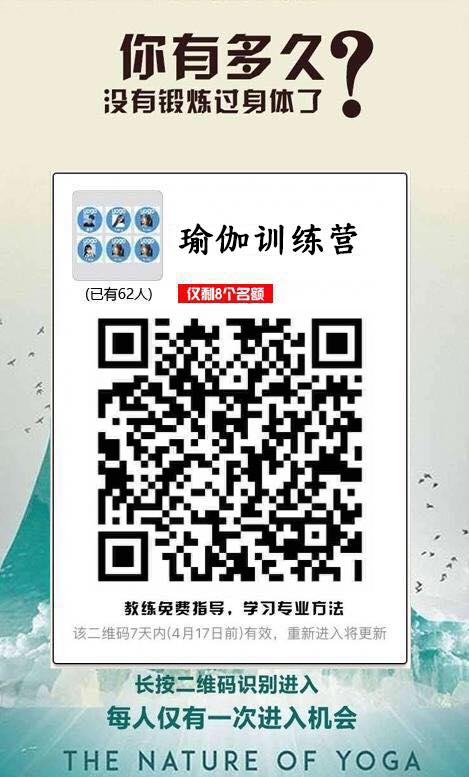 你有多久?
没有锻炼过身体了
瑜伽训练营
(已有62人)
仅剩8个名额
教练免费指导，学习专业方法
该二维码7天内(4月17日前)有效，重新进入将更新
长按二维码识别进入
每人仅有一次进入机会
THE NATURE OF YOGA